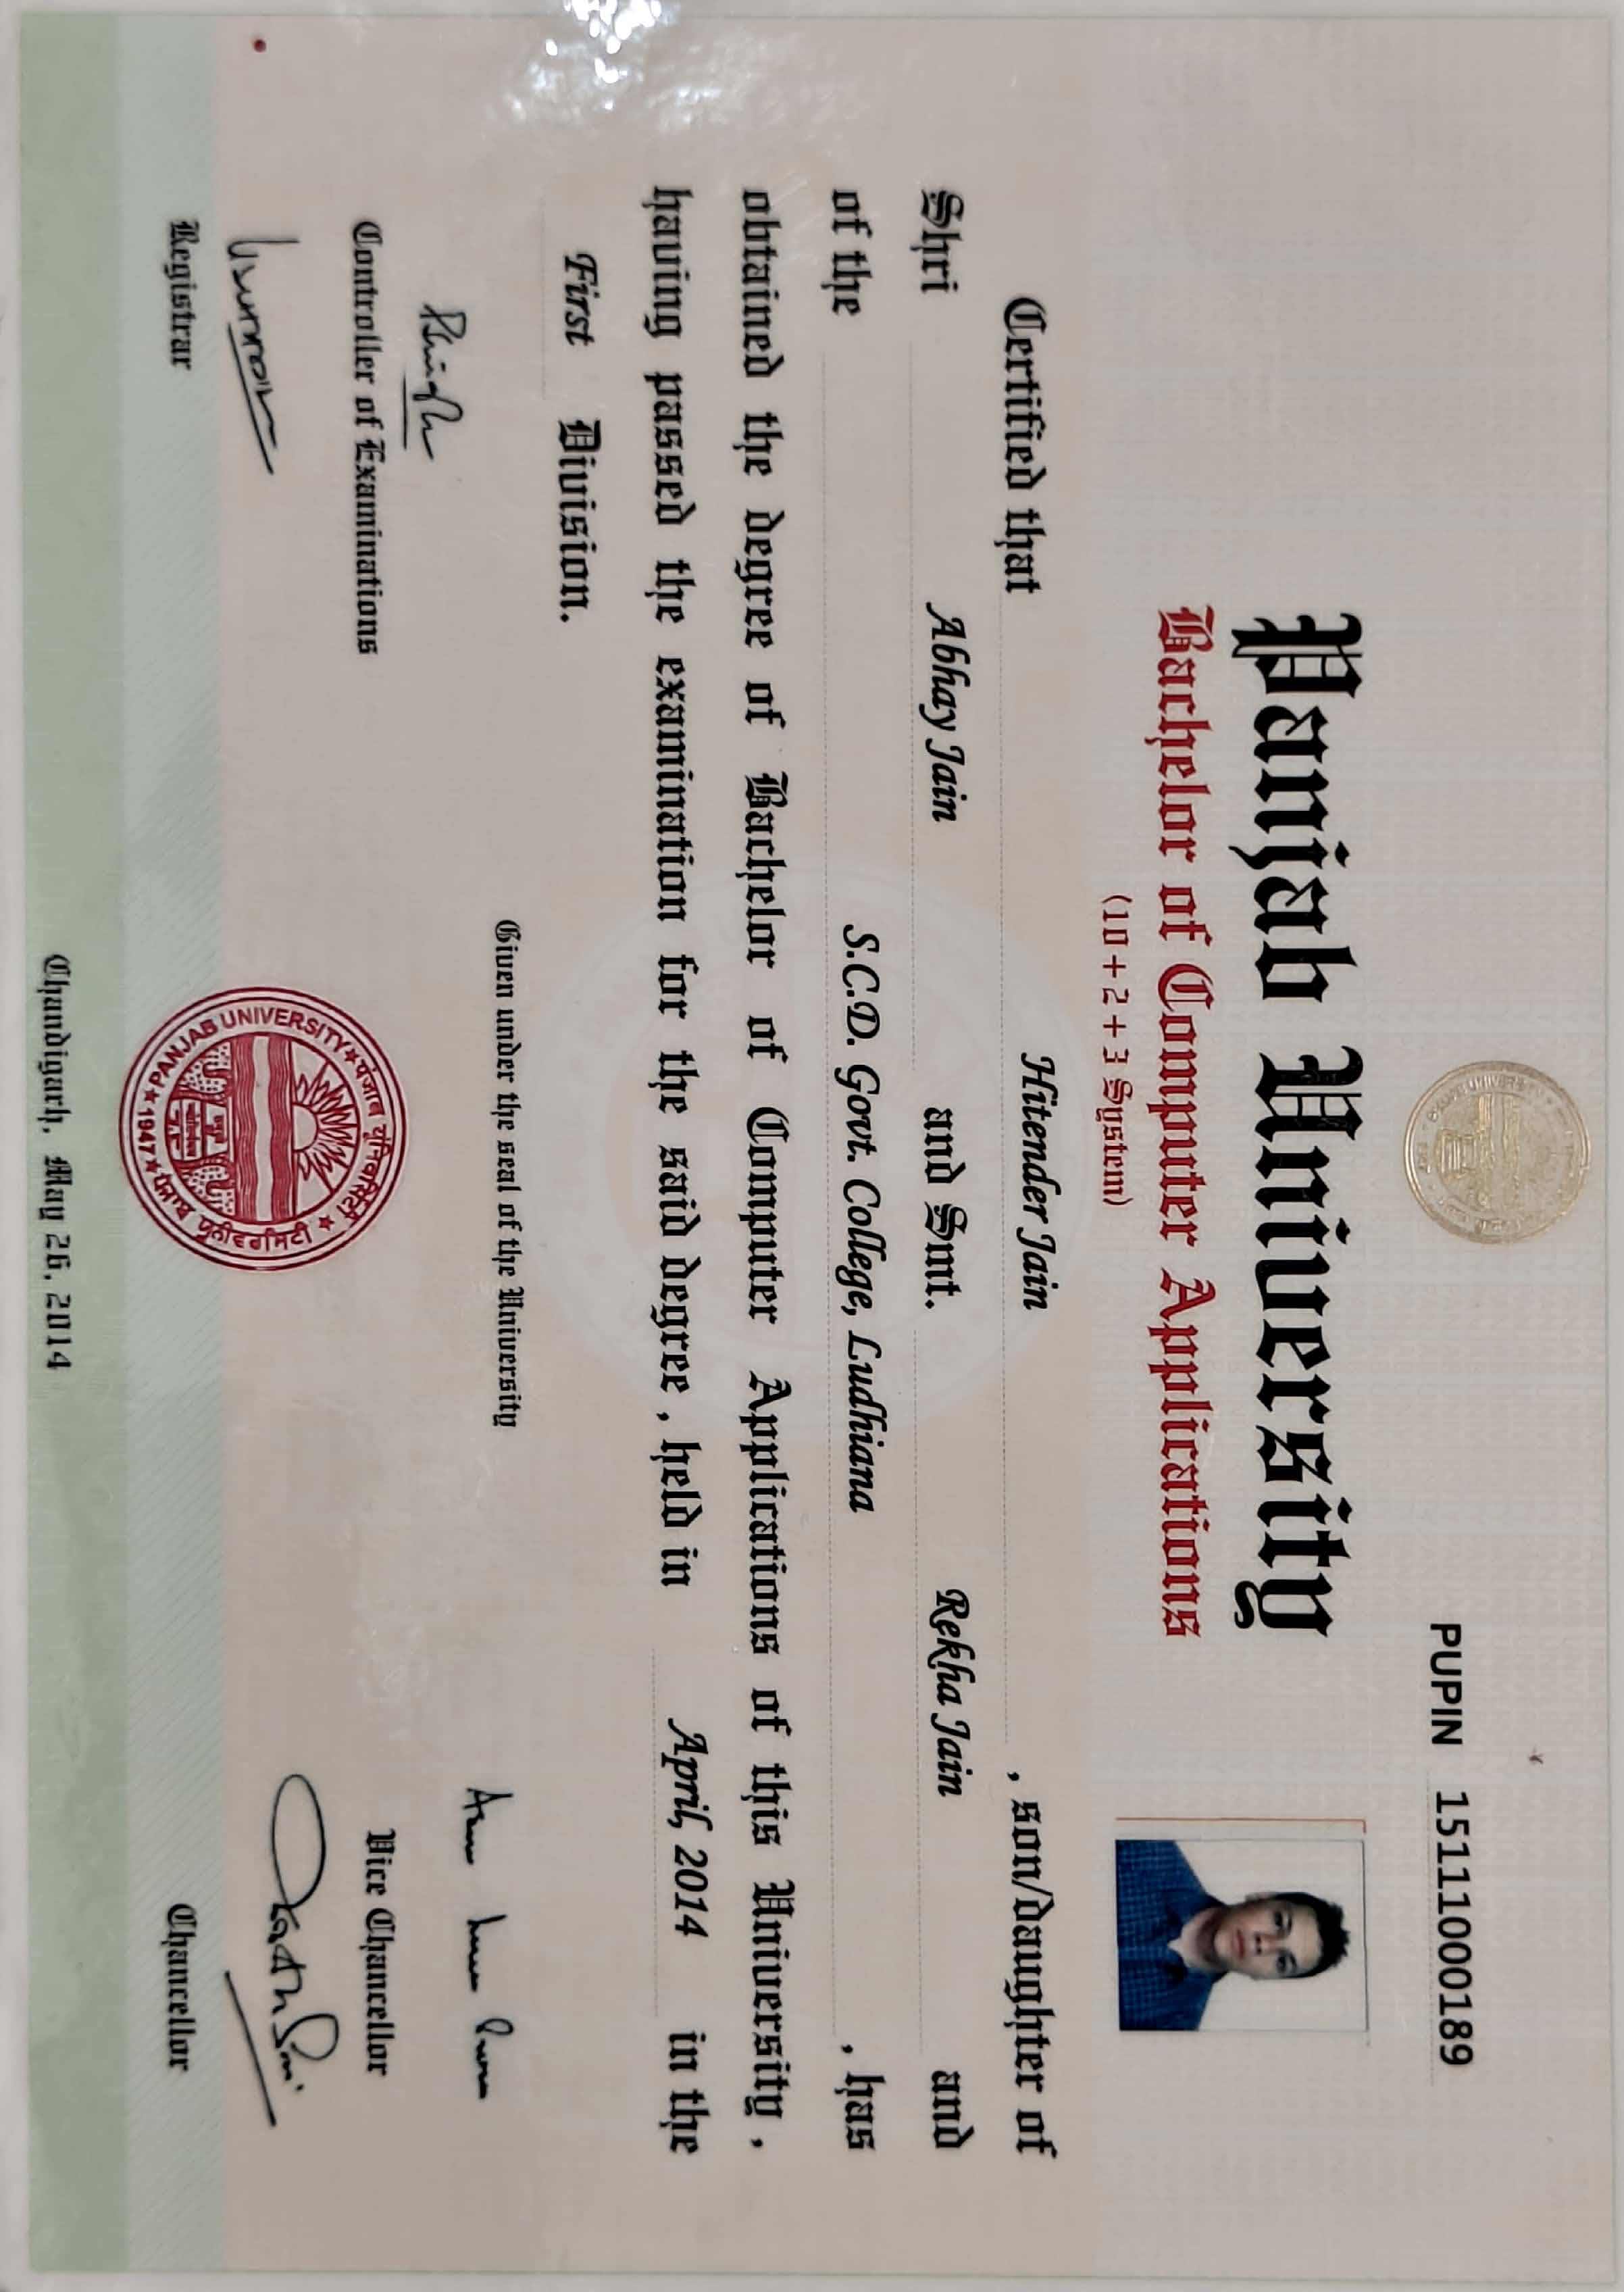 PUPIN 15111000189
Panjab University
Bachelor of Computer Applications
(10+2+3 System)
Certified that Hitender Jain , son/daughter of
Shri Abhay Jain and Smt. Rekha Jain and
of the S.C.D. Govt. College, Ludhiana , has
obtained the degree of Bachelor of Computer Applications of this University ,
having passed the examination for the said degree , held in April, 2014 in the
First Division.
Given under the seal of the University
Controller of Examinations
Vice Chancellor
PANJAB UNIVERSITY
पंजाब यूनिवर्सिटी
ਪੰਜਾਬ ਯੂਨੀਵਰਸਿਟੀ
1947
Registrar
Chancellor
Chandigarh, May 26, 2014